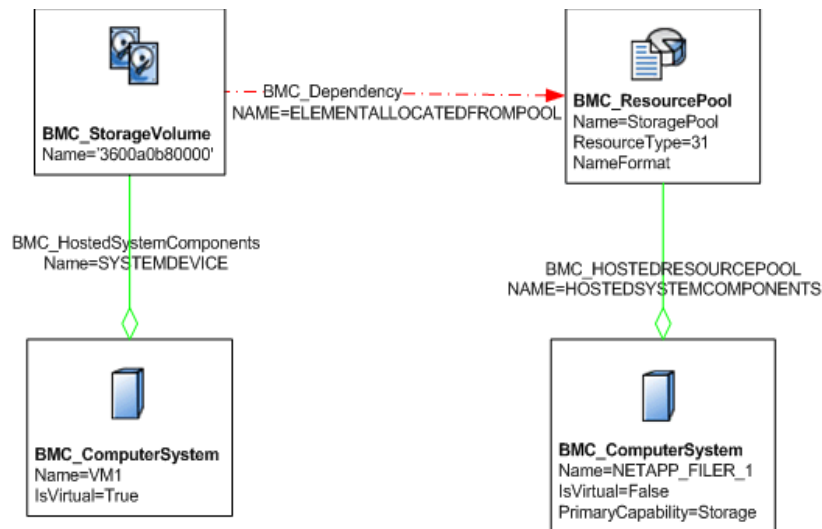 BMC_StorageVolume
Name='3600a0b80000'
BMC_Dependency
NAME=ELEMENTALLOCATEDFROMPOOL
BMC_ResourcePool
Name=StoragePool
ResourceType=31
NameFormat
BMC_HostedSystemComponents
Name=SYSTEMDEVICE
BMC_HOSTEDRESOURCEPOOL
NAME=HOSTEDSYSTEMCOMPONENTS
BMC_ComputerSystem
Name=VM1
IsVirtual=True
BMC_ComputerSystem
Name=NETAPP_FILER_1
IsVirtual=False
PrimaryCapability=Storage